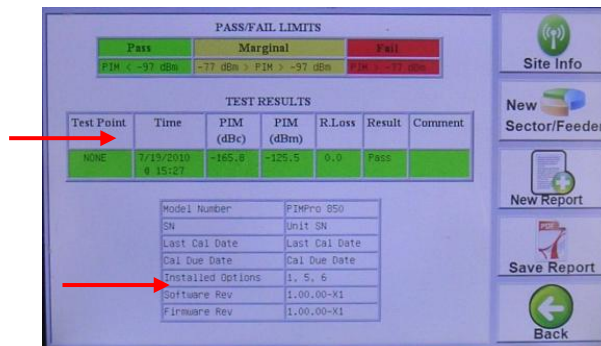 PASS/FAIL LIMITS
Pass Marginal Fail
PIM < -97 dBm -77 dBm > PIM > -97 dBm PIM > -77 dBm
TEST RESULTS
Test Point Time PIM (dBc) PIM (dBm) R.Loss Result Comment
NONE 7/19/2010 @ 15:27 -165.8 -125.5 0.0 Pass
Model Number PIMPro 850
SN Unit SN
Last Cal Date Last Cal Date
Cal Due Date Cal Due Date
Installed Options 1, 5, 6
Software Rev 1.00.00-X1
Firmware Rev 1.00.00-X1
Site Info
New
Sector/Feeder
New Report
PDF
Save Report
Back